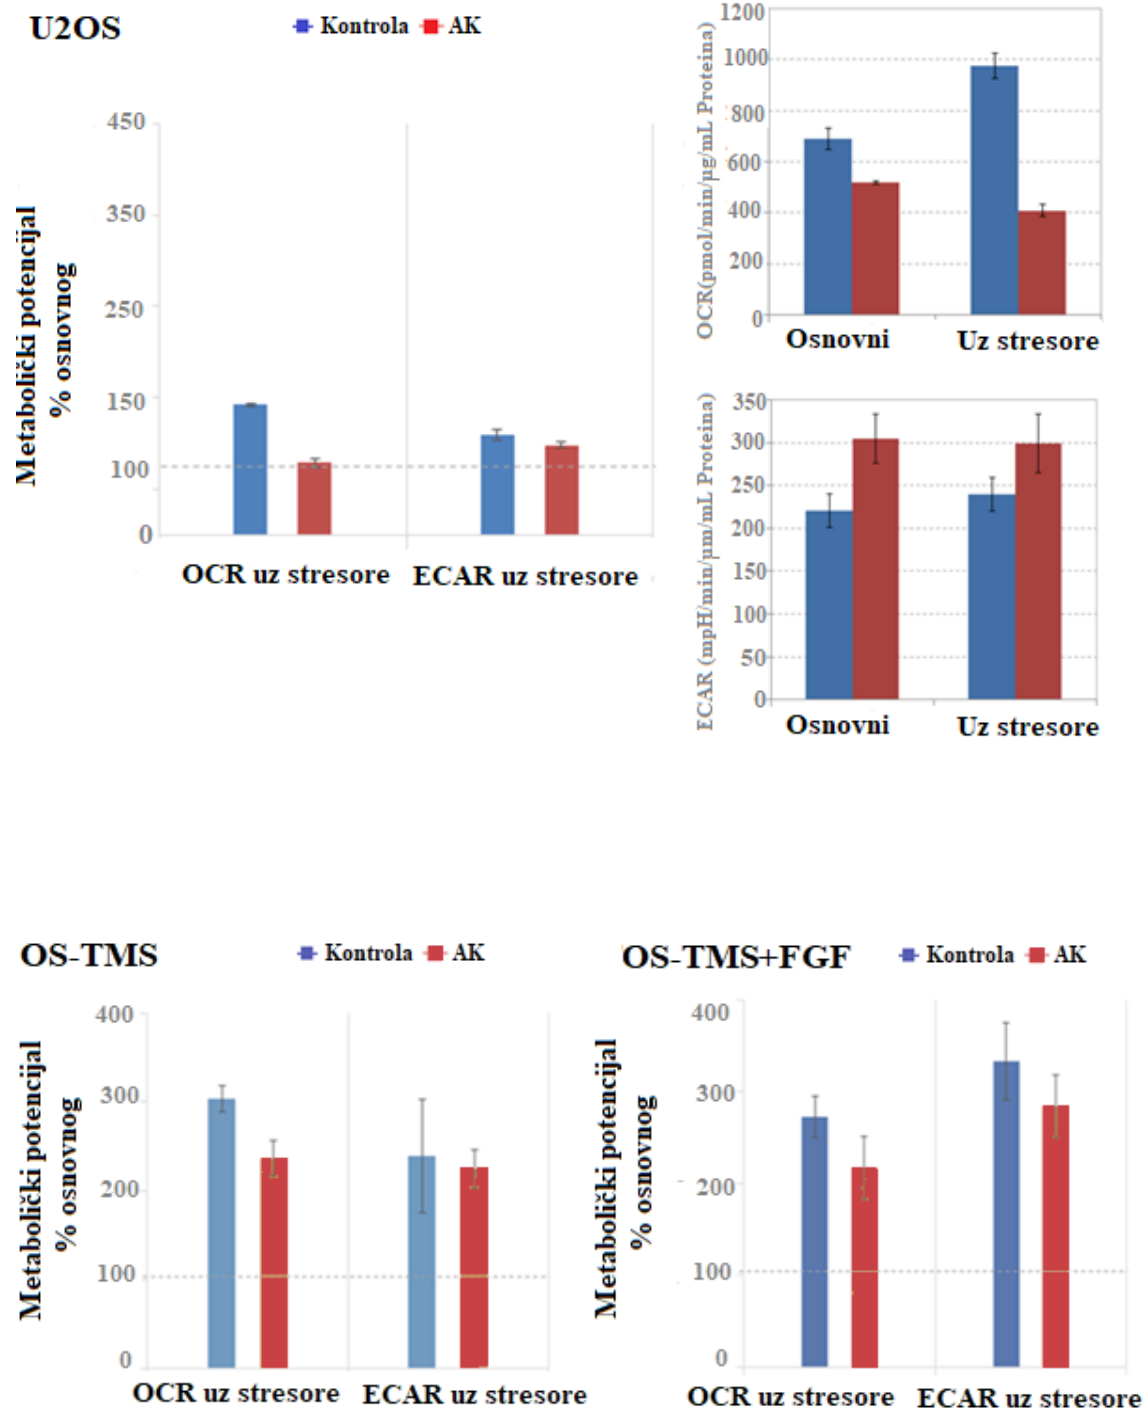 U2OS
Kontrola AK
Metabolički potencijal
% osnovnog
450
350
250
150
100
0
OCR uz stresore ECAR uz stresore
OCR(pmol/min/µg/mL Proteina)
1200
1000
800
600
400
200
0
Osnovni Uz stresore
ECAR (mpH/min/µm/mL Proteina)
350
300
250
200
150
100
50
0
Osnovni Uz stresore
OS-TMS
Kontrola AK
Metabolički potencijal
% osnovnog
400
300
200
100
0
OCR uz stresore ECAR uz stresore
OS-TMS+FGF
Kontrola AK
Metabolički potencijal
% osnovnog
400
300
200
100
0
OCR uz stresore ECAR uz stresore